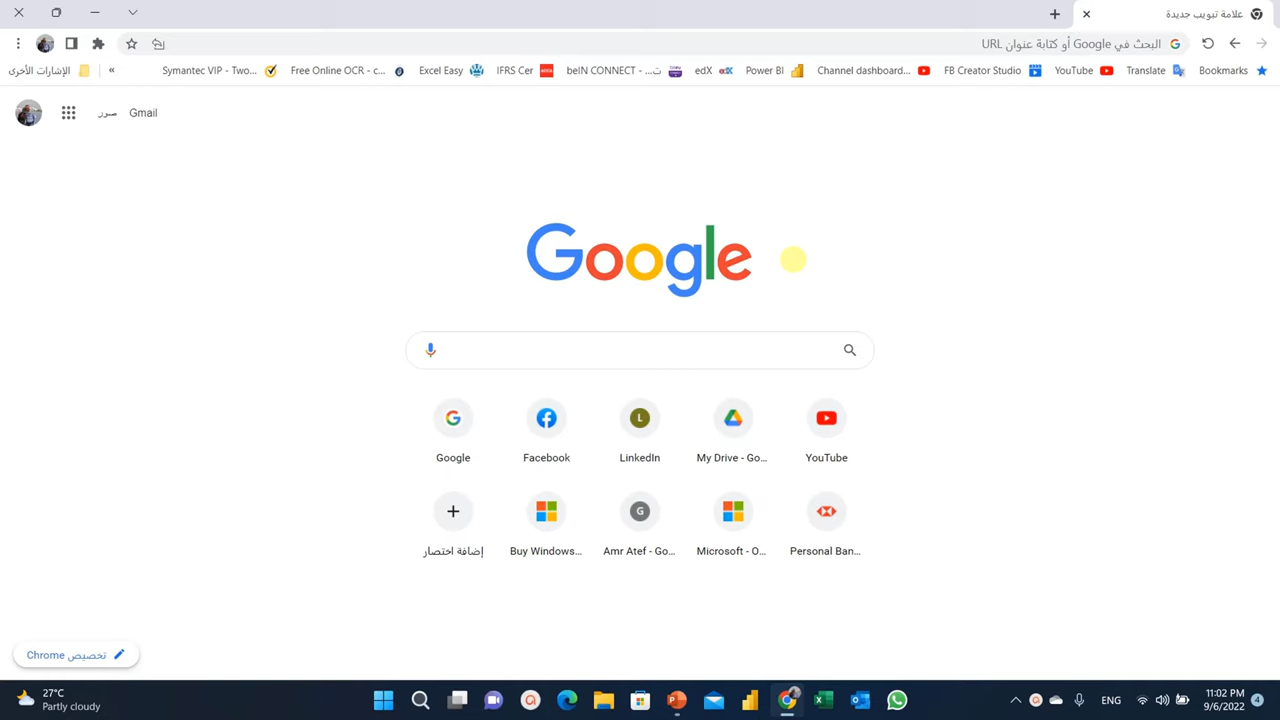 علامة تبويب جديدة
البحث في Google أو كتابة عنوان URL
Bookmarks
Translate
YouTube
FB Creator Studio
Channel dashboard...
Power BI
edX
beIN CONNECT - ...ت
IFRS Cer
Excel Easy
Free Online OCR - c...
Symantec VIP - Two...
«
الإشارات الأخرى
Gmail
صور
Google
Google
Facebook
LinkedIn
My Drive - Go...
YouTube
إضافة اختصار
Buy Windows...
Amr Atef - Go...
Microsoft - O...
Personal Ban...
تخصيص Chrome
27°C
Partly cloudy
ENG
11:02 PM
9/6/2022
4